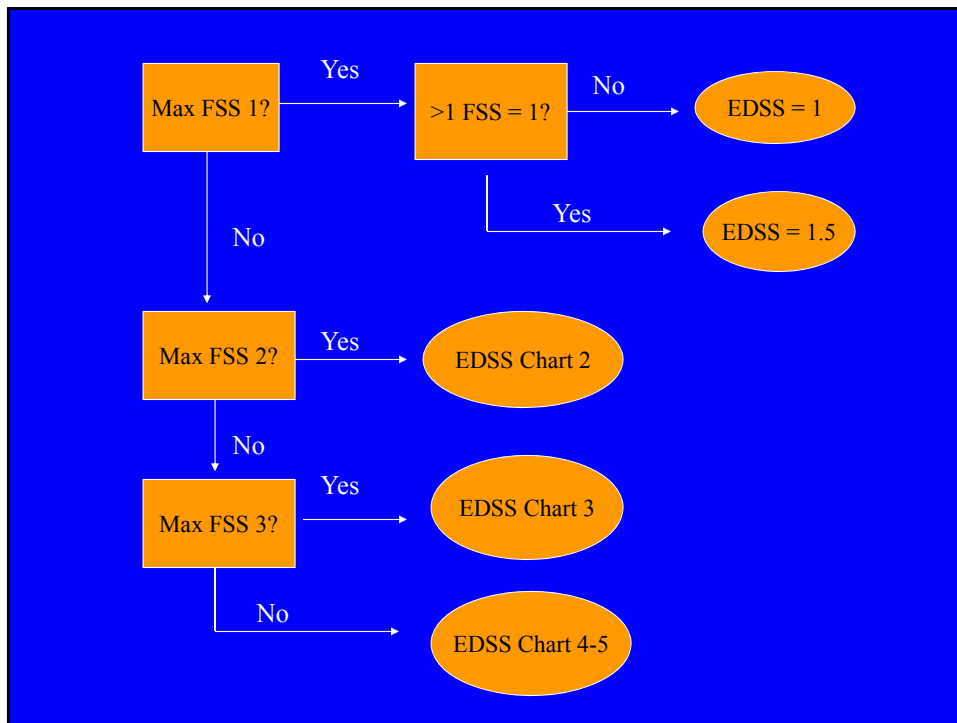 Max FSS 1?
Yes
>1 FSS = 1?
No
EDSS = 1
Yes
EDSS = 1.5
No
Max FSS 2?
Yes
EDSS Chart 2
No
Max FSS 3?
Yes
EDSS Chart 3
No
EDSS Chart 4-5